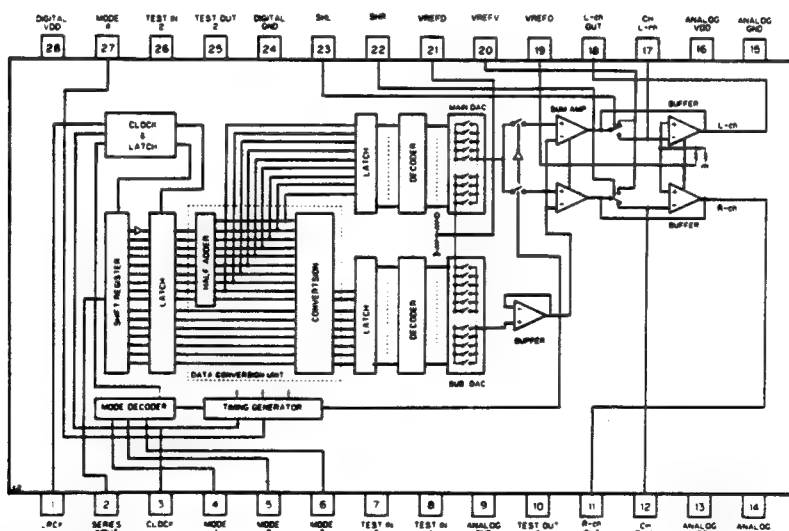 DIGITAL VDD
MODE
TEST IN 2
TEST OUT 2
DIGITAL GND
SHL
SHR
VREFD
VREFV
VREFO
L-ch OUT
CH L-ch
ANALOG VDD
ANALOG GND
28 27 26 25 24 23 22 21 20 19 18 17 16 15
CLOCK & LATCH
MAIN DAC
SUM AMP
BUFFER
L-ch
LATCH
DECODER
R-ch
BUFFER
SHIFT REGISTER
LATCH
HALF ADDER
CONVERTSION
LATCH
DECODER
BUFFER
DATA CONVERSION UNIT
SUB DAC
MODE DECODER
TIMING GENERATOR
1 2 3 4 5 6 7 8 9 10 11 12 13 14
LRCK
SERIES
CLOCK
MODE
MODE
MODE
TEST IN
TEST IN
ANALOG
TEST OUT
R-ch
CH
ANALOG
ANALOG